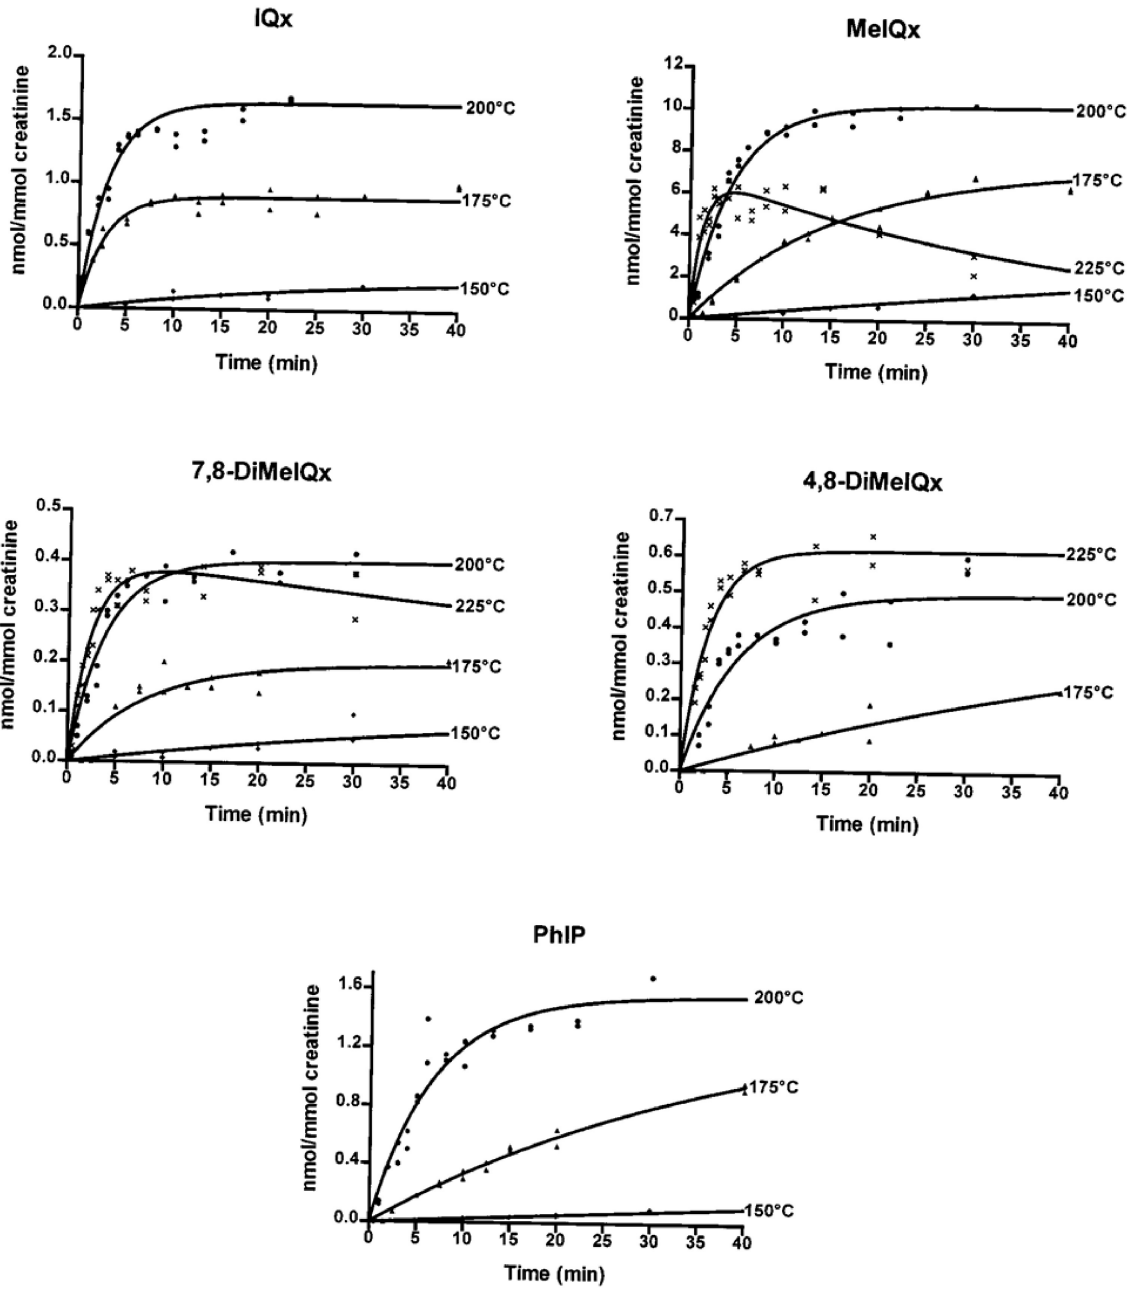 IQx
nmol/mmol creatinine
2.0
1.5
1.0
0.5
0.0
200°C
175°C
150°C
0 5 10 15 20 25 30 35 40
Time (min)
MeIQx
nmol/mmol creatinine
12
10
8
6
4
2
0
200°C
175°C
225°C
150°C
0 5 10 15 20 25 30 35 40
Time (min)
7,8-DiMeIQx
nmol/mmol creatinine
0.5
0.4
0.3
0.2
0.1
0.0
200°C
225°C
175°C
150°C
0 5 10 15 20 25 30 35 40
Time (min)
4,8-DiMeIQx
nmol/mmol creatinine
0.7
0.6
0.5
0.4
0.3
0.2
0.1
0.0
225°C
200°C
175°C
0 5 10 15 20 25 30 35 40
Time (min)
PhIP
nmol/mmol creatinine
1.6
1.2
0.8
0.4
0.0
200°C
175°C
150°C
0 5 10 15 20 25 30 35 40
Time (min)